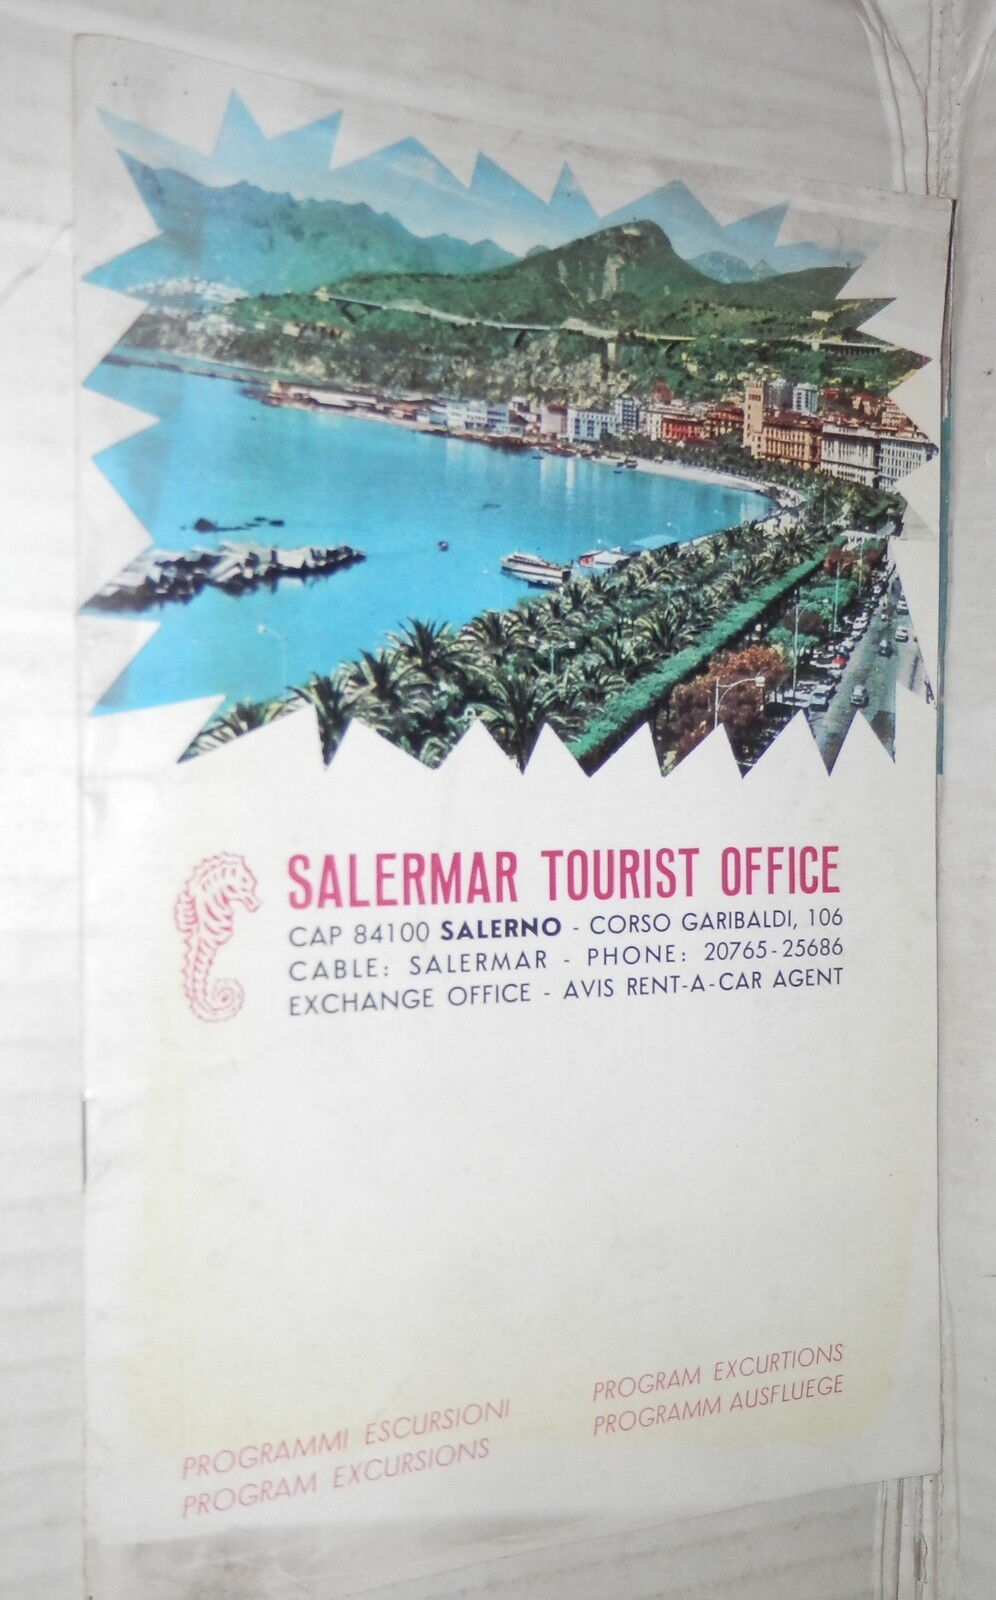 SALERMAR TOURIST OFFICE
CAP 84100 SALERNO - CORSO GARIBALDI, 106
CABLE: SALERMAR - PHONE: 20765-25686
EXCHANGE OFFICE - AVIS RENT-A-CAR AGENT
PROGRAMMI ESCURSIONI
PROGRAM EXCURSIONS
PROGRAM EXCURTIONS
PROGRAMM AUSFLUEGE